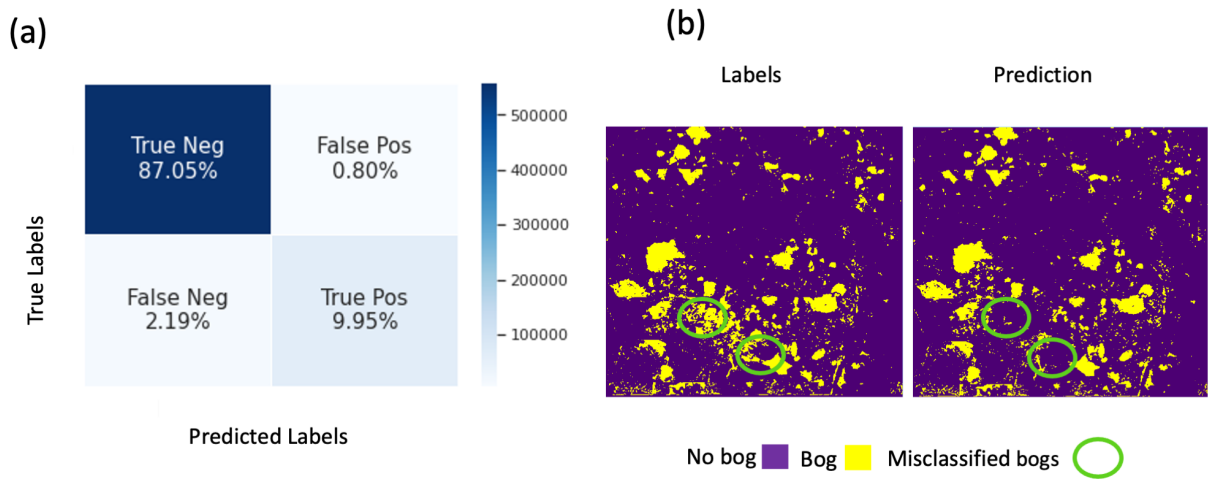 (a)
(b)
Labels
Prediction
True Neg
87.05%
False Pos
0.80%
False Neg
2.19%
True Pos
9.95%
500000
400000
300000
200000
100000
True Labels
Predicted Labels
No bog
Bog
Misclassified bogs